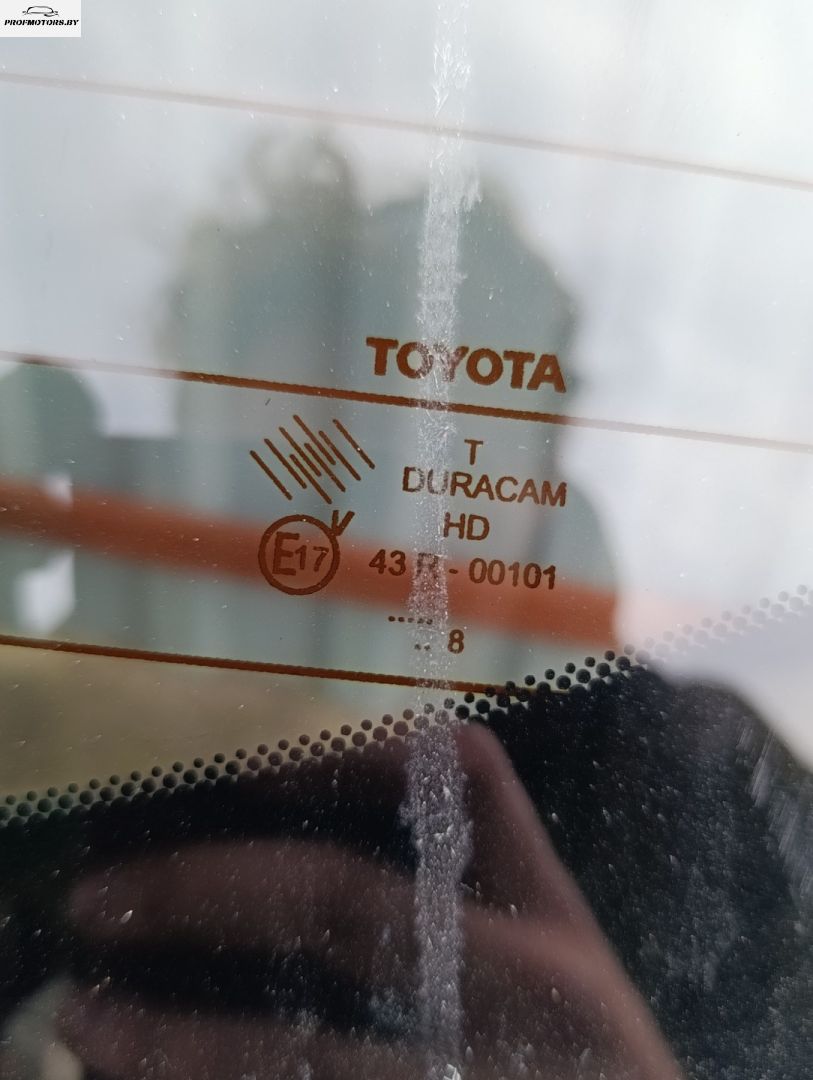 PROFMOTORS.BY
TOYOTA
T
DURACAM
HD
V
E17
43 R - 00101
.....
.. 8